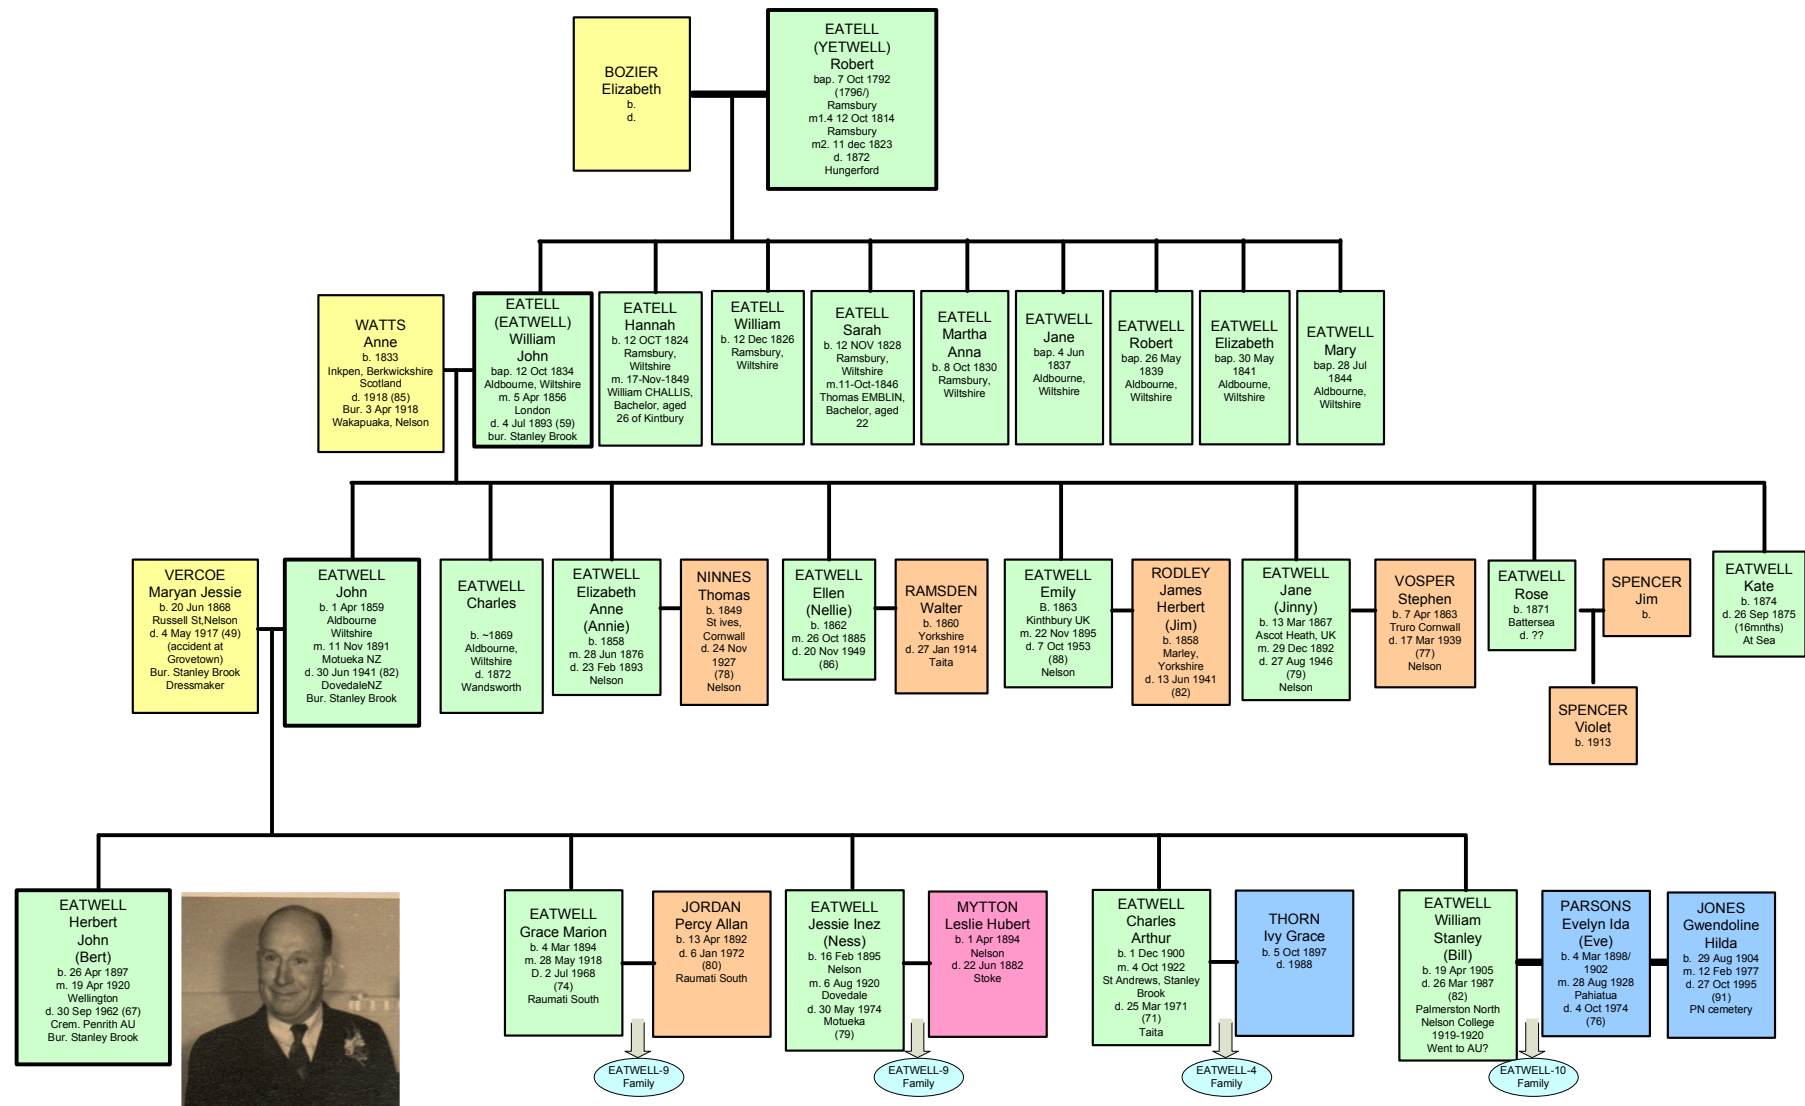 BOZIER
Elizabeth
b.
d.
EATELL
(YETWELL)
Robert
bap. 7 Oct 1792
(1796/)
Ramsbury
m1.4 12 Oct 1814
Ramsbury
m2. 11 dec 1823
d. 1872
Hungerford
WATTS
Anne
b. 1833
Inkpen, Berkwickshire
Scotland
d. 1918 (85)
Bur. 3 Apr 1918
Wakapuaka, Nelson
EATELL
(EATWELL)
William
John
bap. 12 Oct 1834
Aldbourne, Wiltshire
m. 5 Apr 1856
London
d. 4 Jul 1893 (59)
bur. Stanley Brook
EATELL
Hannah
b. 12 OCT 1824
Ramsbury,
Wiltshire
m. 17-Nov-1849
William CHALLIS,
Bachelor, aged
26 of Kintbury
EATELL
William
b. 12 Dec 1826
Ramsbury,
Wiltshire
EATELL
Sarah
b. 12 NOV 1828
Ramsbury,
Wiltshire
m.11-Oct-1846
Thomas EMBLIN,
Bachelor, aged
22
EATELL
Martha
Anna
b. 8 Oct 1830
Ramsbury,
Wiltshire
EATWELL
Jane
bap. 4 Jun
1837
Aldbourne,
Wiltshire
EATWELL
Robert
bap. 26 May
1839
Aldbourne,
Wiltshire
EATWELL
Elizabeth
bap. 30 May
1841
Aldbourne,
Wiltshire
EATWELL
Mary
bap. 28 Jul
1844
Aldbourne,
Wiltshire
VERCOE
Maryan Jessie
b. 20 Jun 1868
Russell St,Nelson
d. 4 May 1917 (49)
(accident at
Grovetown)
Bur. Stanley Brook
Dressmaker
EATWELL
John
b. 1 Apr 1859
Aldbourne
Wiltshire
m. 11 Nov 1891
Motueka NZ
d. 30 Jun 1941 (82)
DovedaleNZ
Bur. Stanley Brook
EATWELL
Charles
b. ~1869
Aldbourne,
Wiltshire
d. 1872
Wandsworth
EATWELL
Elizabeth
Anne
(Annie)
b. 1858
m. 28 Jun 1876
d. 23 Feb 1893
Nelson
NINNES
Thomas
b. 1849
St ives,
Cornwall
d. 24 Nov
1927
(78)
Nelson
EATWELL
Ellen
(Nellie)
b. 1862
m. 26 Oct 1885
d. 20 Nov 1949
(86)
RAMSDEN
Walter
b. 1860
Yorkshire
d. 27 Jan 1914
Taita
EATWELL
Emily
B. 1863
Kinthbury UK
m. 22 Nov 1895
d. 7 Oct 1953
(88)
Nelson
RODLEY
James
Herbert
(Jim)
b. 1858
Marley,
Yorkshire
d. 13 Jun 1941
(82)
EATWELL
Jane
(Jinny)
b. 13 Mar 1867
Ascot Heath, UK
m. 29 Dec 1892
d. 27 Aug 1946
(79)
Nelson
VOSPER
Stephen
b. 7 Apr 1863
Truro Cornwall
d. 17 Mar 1939
(77)
Nelson
EATWELL
Rose
b. 1871
Battersea
d. ??
SPENCER
Jim
b.
SPENCER
Violet
b. 1913
EATWELL
Kate
b. 1874
d. 26 Sep 1875
(16mnths)
At Sea
EATWELL
Herbert
John
(Bert)
b. 26 Apr 1897
m. 19 Apr 1920
Wellington
d. 30 Sep 1962 (67)
Crem. Penrith AU
Bur. Stanley Brook
EATWELL
Grace Marion
b. 4 Mar 1894
m. 28 May 1918
D. 2 Jul 1968
(74)
Raumati South
JORDAN
Percy Allan
b. 13 Apr 1892
d. 6 Jan 1972
(80)
Raumati South
EATWELL
Jessie Inez
(Ness)
b. 16 Feb 1895
Nelson
m. 6 Aug 1920
Dovedale
d. 30 May 1974
Motueka
(79)
MYTTON
Leslie Hubert
b. 1 Apr 1894
Nelson
d. 22 Jun 1882
Stoke
EATWELL
Charles
Arthur
b. 1 Dec 1900
m. 4 Oct 1922
St Andrews, Stanley
Brook
d. 25 Mar 1971
(71)
Taita
THORN
Ivy Grace
b. 5 Oct 1897
d. 1988
EATWELL
William
Stanley
(Bill)
b. 19 Apr 1905
d. 26 Mar 1987
(82)
Palmerston North
Nelson College
1919-1920
Went to AU?
PARSONS
Evelyn Ida
(Eve)
b. 4 Mar 1898/
1902
m. 28 Aug 1928
Pahiatua
d. 4 Oct 1974
(76)
JONES
Gwendoline
Hilda
b. 29 Aug 1904
m. 12 Feb 1977
d. 27 Oct 1995
(91)
PN cemetery
EATWELL-9
Family
EATWELL-9
Family
EATWELL-4
Family
EATWELL-10
Family